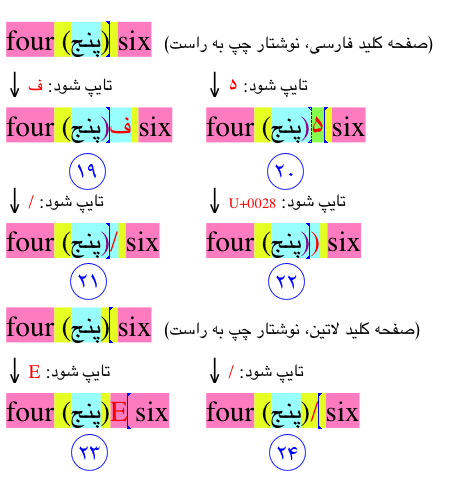 four (پنج) six (صفحه کلید فارسی، نوشتار چپ به راست)
تایپ شود: ف تایپ شود: ۵
four (پنج)ف six four (پنج)۵ six
۱۹ ۲۰
تایپ شود: / تایپ شود: U+0028
four (پنج)/ six four (پنج)) six
۲۱ ۲۲
four (پنج) six (صفحه کلید لاتین، نوشتار چپ به راست)
تایپ شود: E تایپ شود: /
four (پنج)E six four (پنج)/ six
۲۳ ۲۴